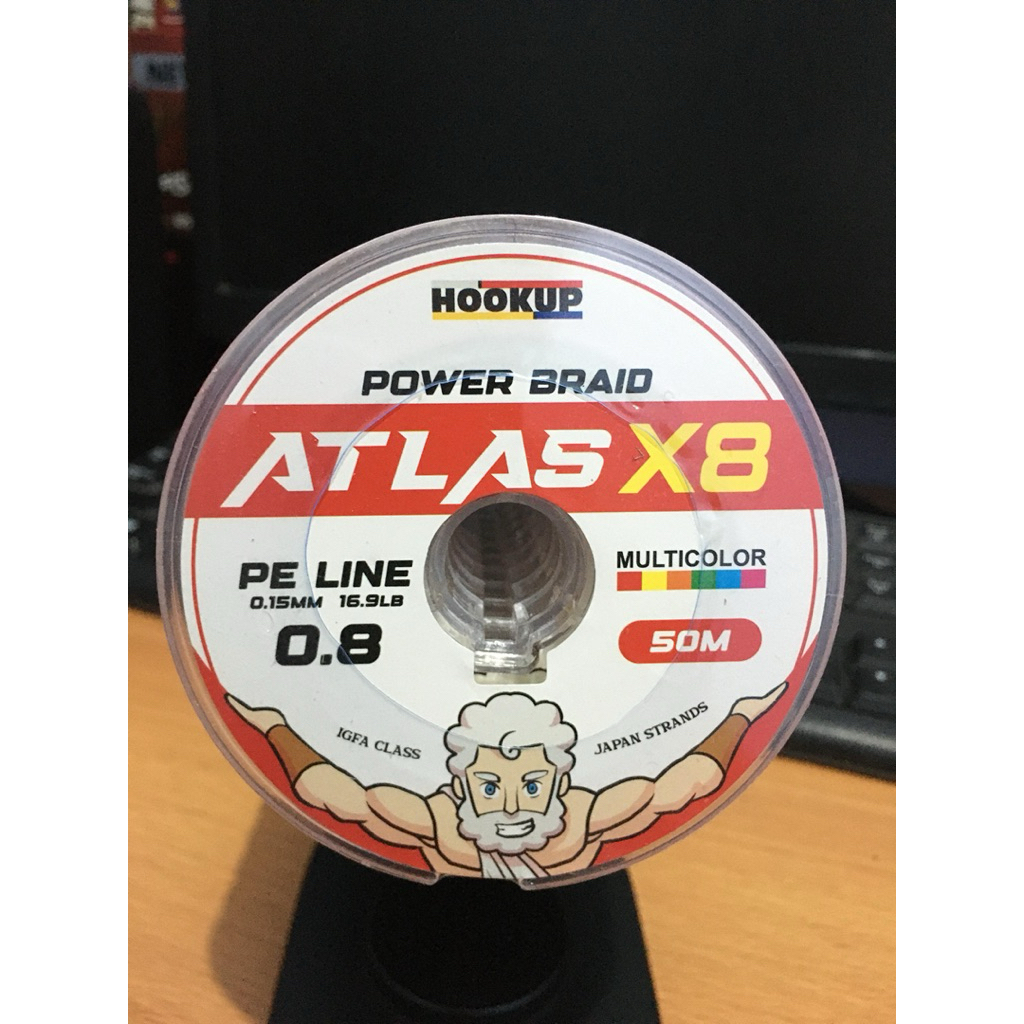 HOOKUP
POWER BRAID
ATLAS X8
PE LINE
0.15MM 16.9LB
0.8
MULTICOLOR
50M
IGFA CLASS
JAPAN STRANDS